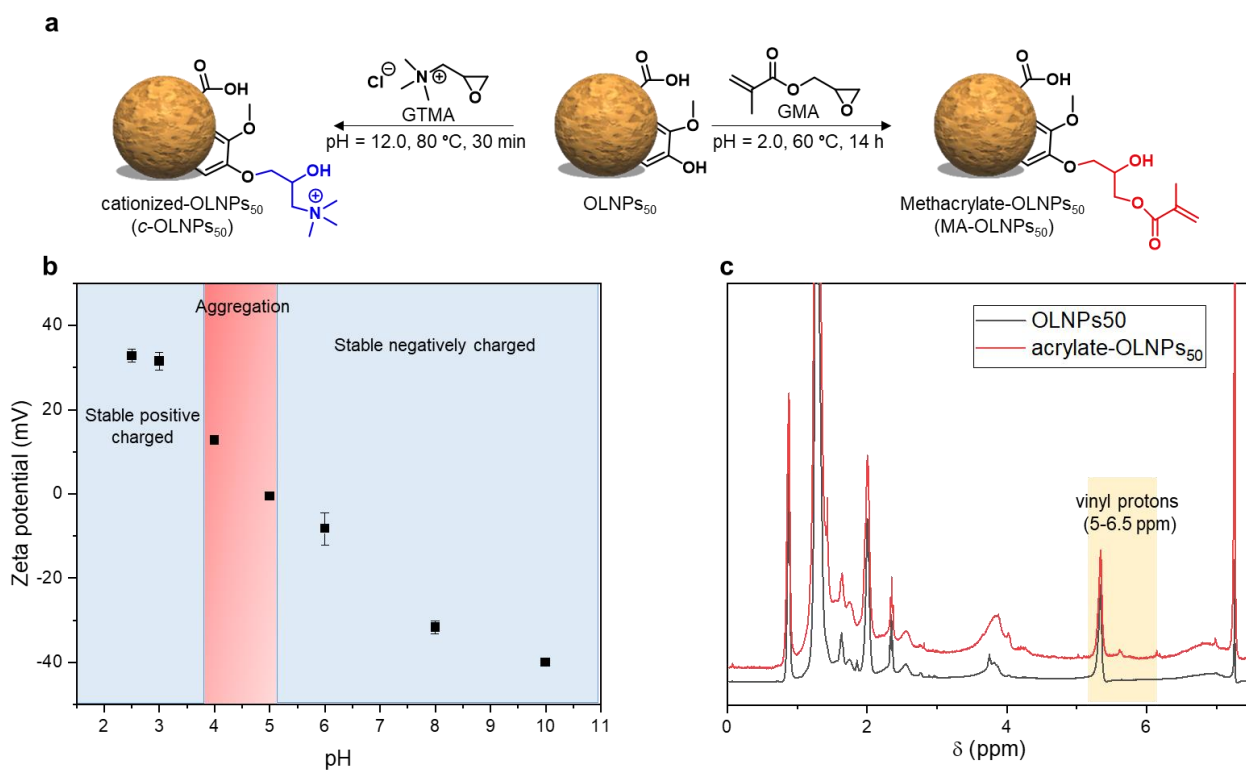 a
Cl⊖
N
⊕
O
GTMA
pH = 12.0, 80 ºC, 30 min
O
O
O
GMA
pH = 2.0, 60 ºC, 14 h
O
OH
O
O
OH
N
⊕
cationized-OLNPs50
(c-OLNPs50)
O
OH
O
OH
OLNPs50
O
OH
O
O
OH
O
O
Methacrylate-OLNPs50
(MA-OLNPs50)
b
Aggregation
Stable negatively charged
Stable positive
charged
Zeta potential (mV)
40
20
0
-20
-40
2 3 4 5 6 7 8 9 10 11
pH
c
OLNPs50
acrylate-OLNPs50
vinyl protons
(5-6.5 ppm)
0 2 4 6
δ (ppm)